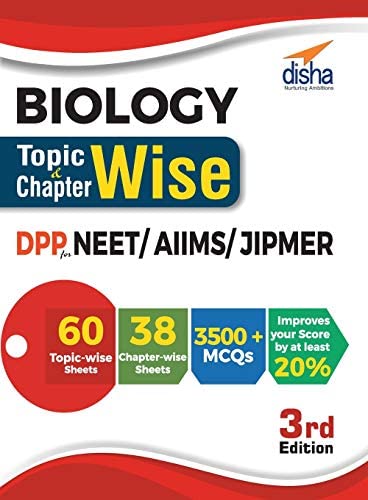 disha
Nurturing Ambitions
BIOLOGY
Topic
&
Chapter
Wise
DPP for NEET/ AIIMS/ JIPMER
60
Topic-wise
Sheets
38
Chapter-wise
Sheets
3500 +
MCQs
Improves
your Score
by at least
20%
3rd
Edition